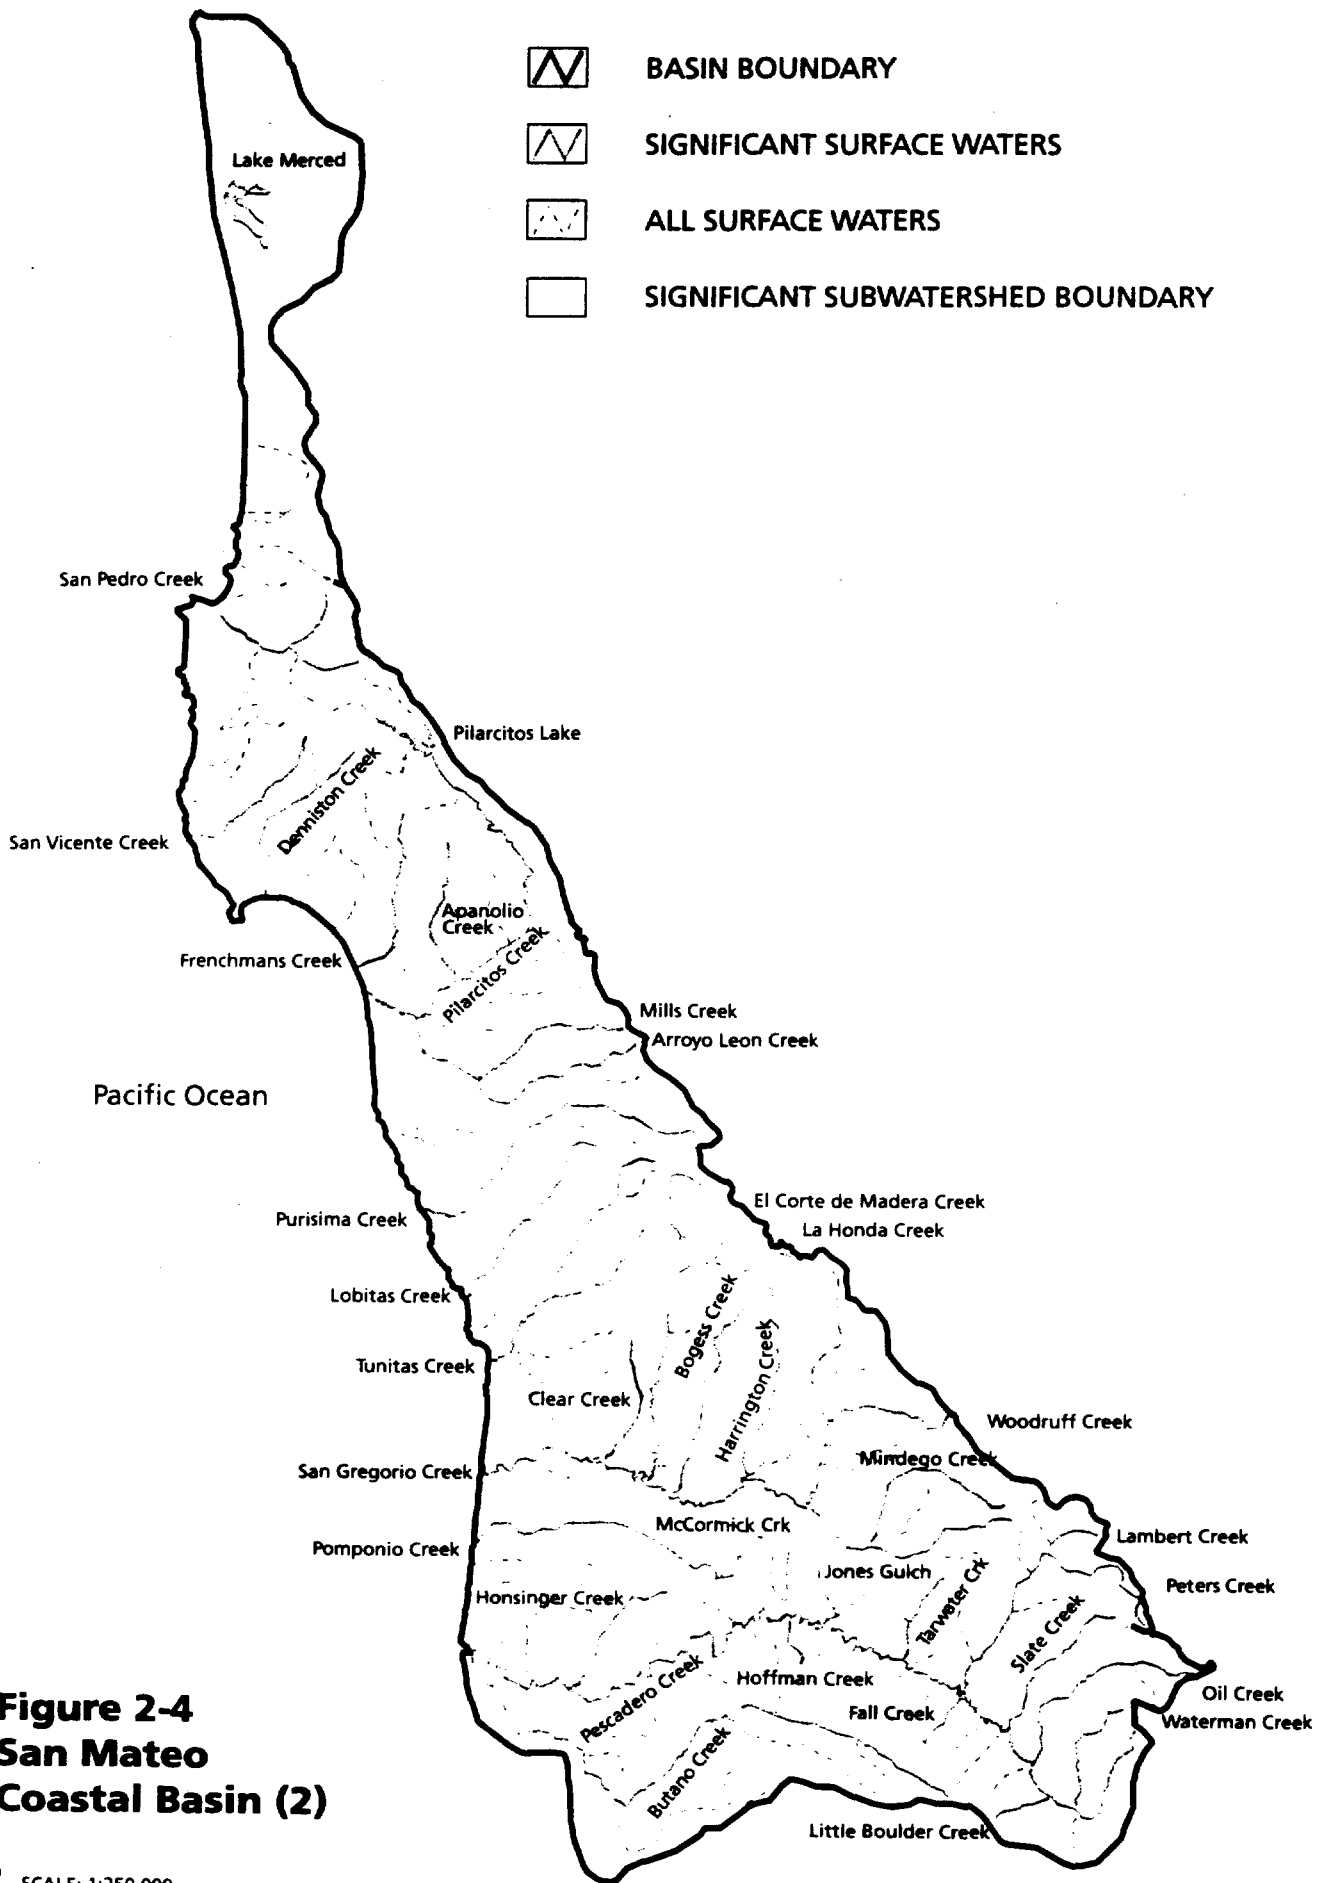 BASIN BOUNDARY
SIGNIFICANT SURFACE WATERS
ALL SURFACE WATERS
SIGNIFICANT SUBWATERSHED BOUNDARY
Lake Merced
San Pedro Creek
Pilarcitos Lake
Denniston Creek
San Vicente Creek
Apanolio
Creek
Pilarcitos Creek
Frenchmans Creek
Mills Creek
Arroyo Leon Creek
Pacific Ocean
El Corte de Madera Creek
Purisima Creek
La Honda Creek
Lobitas Creek
Bogess Creek
Harrington Creek
Tunitas Creek
Clear Creek
Woodruff Creek
Mindego Creek
San Gregorio Creek
McCormick Crk
Lambert Creek
Pomponio Creek
Jones Gulch
Tarwater Crk
Peters Creek
Honsinger Creek
Slate Creek
Pescadero Creek
Hoffman Creek
Oil Creek
Fall Creek
Waterman Creek
Butano Creek
Little Boulder Creek
Figure 2-4
San Mateo
Coastal Basin (2)
SCALE: 1:250,000